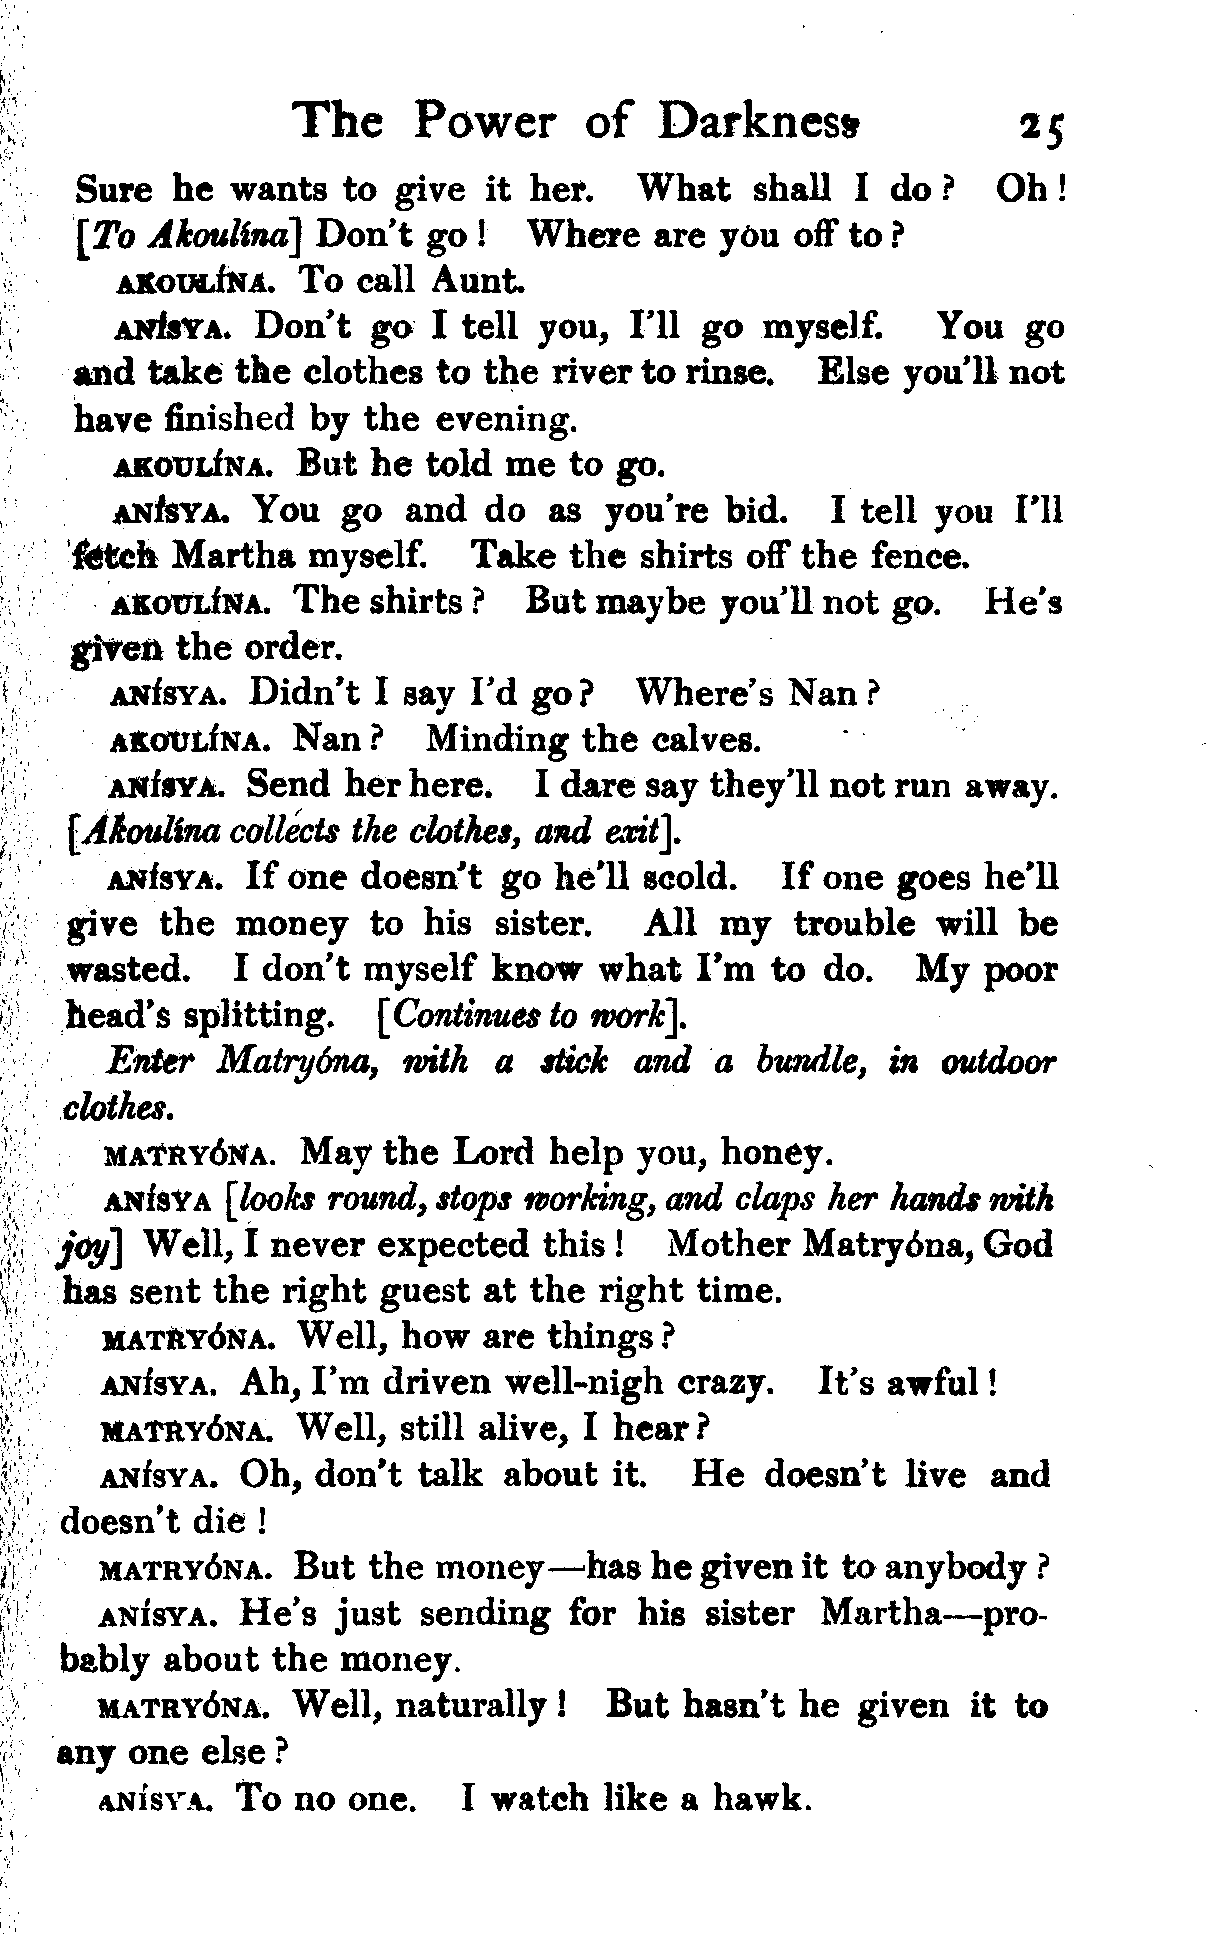 The Power of Darkness 25
Sure he wants to give it her. What shall I do? Oh!
[To Akoulína] Don't go! Where are you off to?
AKOULÍNA. To call Aunt.
ANÍSYA. Don't go I tell you, I'll go myself. You go
and take the clothes to the river to rinse. Else you'll not
have finished by the evening.
AKOULÍNA. But he told me to go.
ANÍSYA. You go and do as you're bid. I tell you I'll
fetch Martha myself. Take the shirts off the fence.
AKOULÍNA. The shirts? But maybe you'll not go. He's
given the order.
ANÍSYA. Didn't I say I'd go? Where's Nan?
AKOULÍNA. Nan? Minding the calves.
ANÍSYA. Send her here. I dare say they'll not run away.
[Akoulína collects the clothes, and exit].
ANÍSYA. If one doesn't go he'll scold. If one goes he'll
give the money to his sister. All my trouble will be
wasted. I don't myself know what I'm to do. My poor
head's splitting. [Continues to work].
Enter Matryóna, with a stick and a bundle, in outdoor
clothes.
MATRYÓNA. May the Lord help you, honey.
ANÍSYA [looks round, stops working, and claps her hands with
joy] Well, I never expected this! Mother Matryóna, God
has sent the right guest at the right time.
MATRYÓNA. Well, how are things?
ANÍSYA. Ah, I'm driven well-nigh crazy. It's awful!
MATRYÓNA. Well, still alive, I hear?
ANÍSYA. Oh, don't talk about it. He doesn't live and
doesn't die!
MATRYÓNA. But the money—has he given it to anybody?
ANÍSYA. He's just sending for his sister Martha—pro-
bably about the money.
MATRYÓNA. Well, naturally! But hasn't he given it to
any one else?
ANÍSYA. To no one. I watch like a hawk.